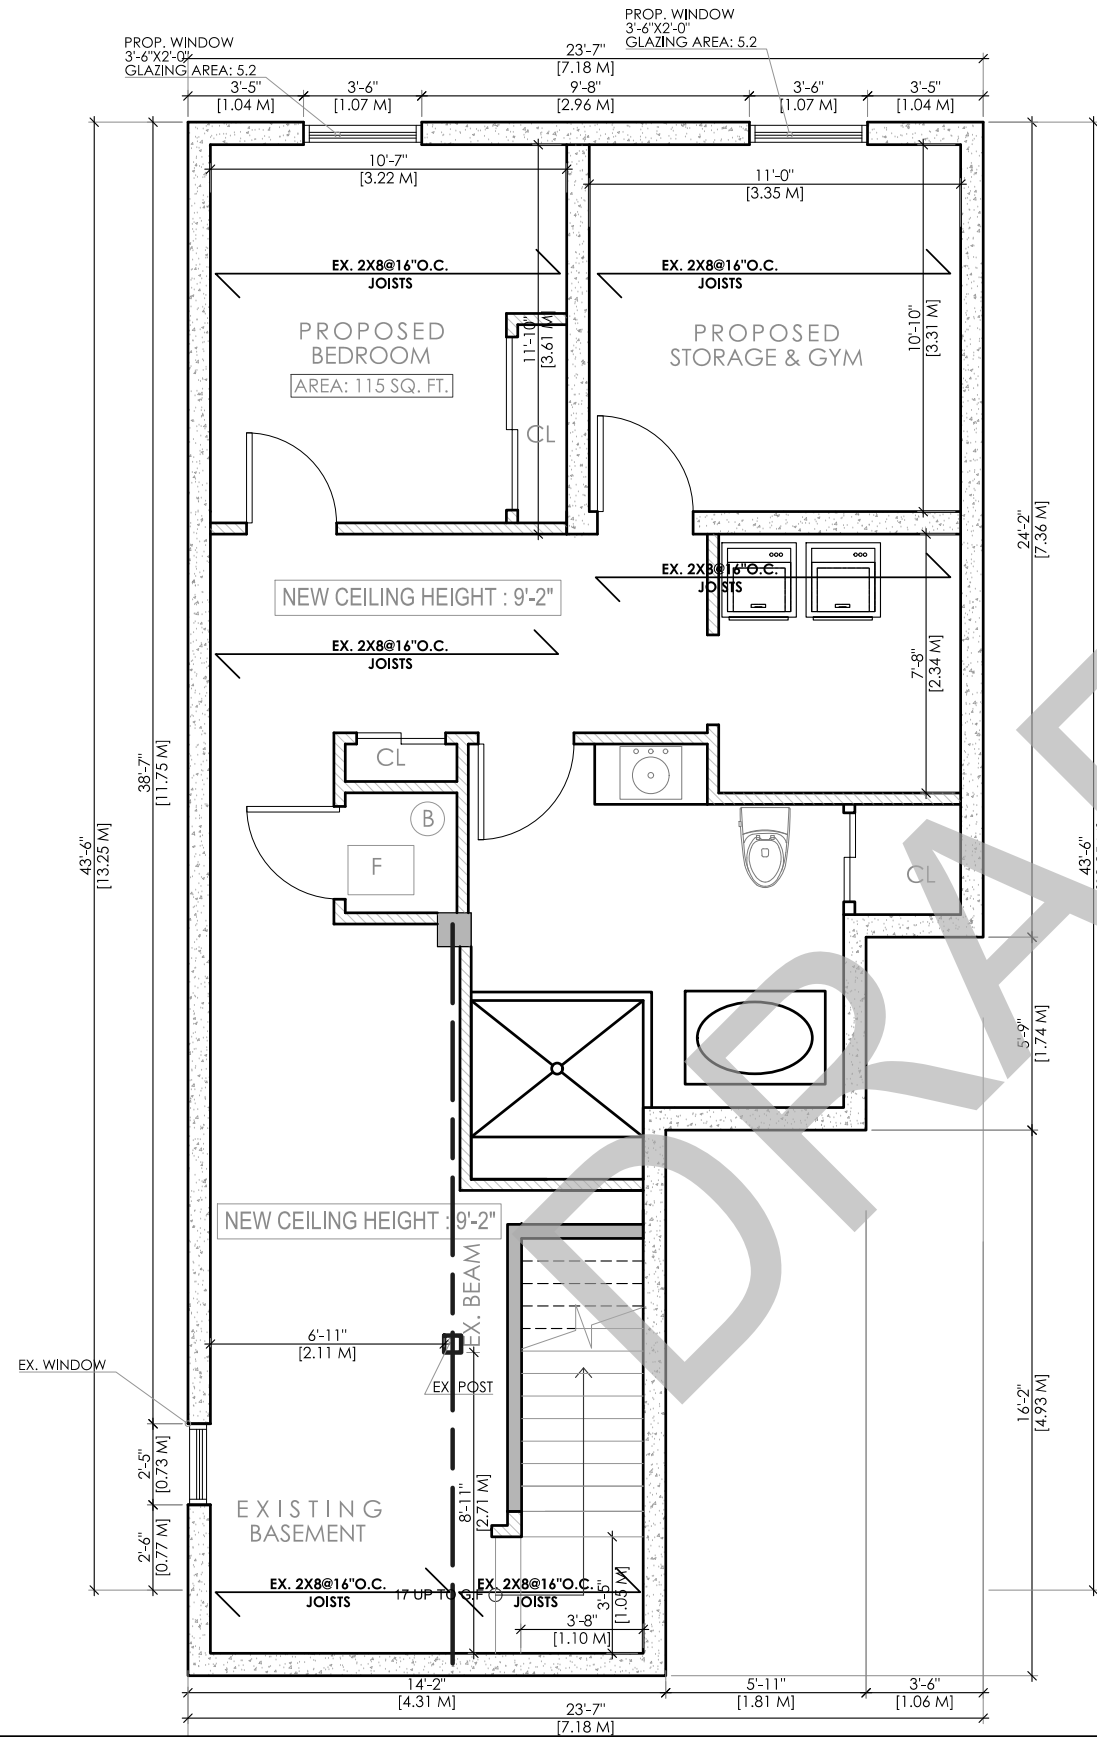 PROP. WINDOW
3'-6"X2'-0"
GLAZING AREA: 5.2
PROP. WINDOW
3'-6"X2'-0"
GLAZING AREA: 5.2
23'-7"
[7.18 M]
3'-5"
[1.04 M]
3'-6"
[1.07 M]
9'-8"
[2.96 M]
3'-6"
[1.07 M]
3'-5"
[1.04 M]
10'-7"
[3.22 M]
11'-0"
[3.35 M]
EX. 2X8@16"O.C.
JOISTS
EX. 2X8@16"O.C.
JOISTS
PROPOSED
BEDROOM
AREA: 115 SQ. FT.
11'-10"
[3.61 M]
PROPOSED
STORAGE & GYM
10'-10"
[3.31 M]
CL
24'-2"
[7.36 M]
NEW CEILING HEIGHT : 9'-2"
EX. 2X8@16"O.C.
JOISTS
EX. 2X8@16"O.C.
JOISTS
7'-8"
[2.34 M]
CL
38'-7"
[11.75 M]
43'-6"
[13.25 M]
43'-6"
B
F
CL
DRA
5'-9"
[1.74 M]
NEW CEILING HEIGHT : 9'-2"
EX. BEAM
6'-11"
[2.11 M]
EX. POST
EX. WINDOW
16'-2"
[4.93 M]
2'-5"
[0.73 M]
2'-6"
[0.77 M]
8'-11"
[2.71 M]
EXISTING
BASEMENT
EX. 2X8@16"O.C.
JOISTS
17 UP TO G.F
EX. 2X8@16"O.C.
JOISTS
3'-5"
[1.05 M]
3'-8"
[1.10 M]
14'-2"
[4.31 M]
5'-11"
[1.81 M]
3'-6"
[1.06 M]
23'-7"
[7.18 M]